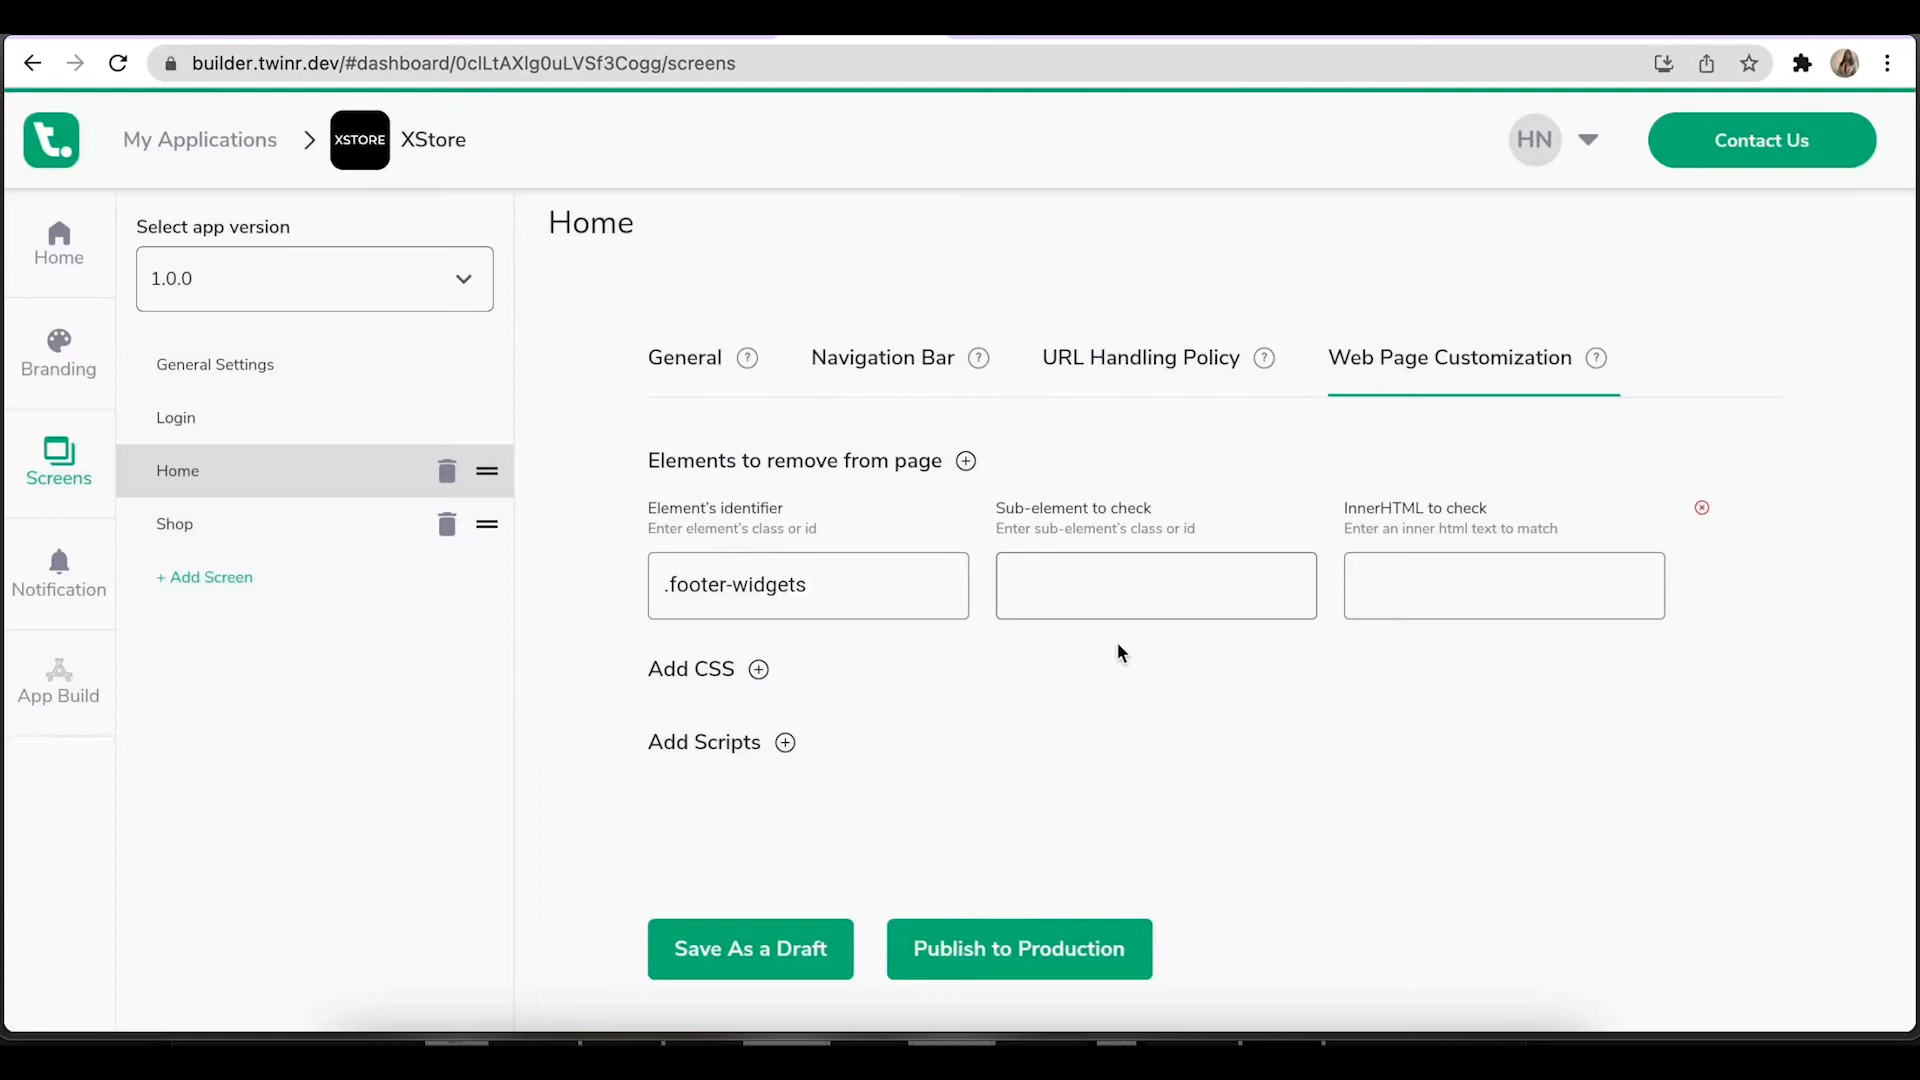 builder.twinr.dev/#dashboard/0clLtAXlg0uLVSf3Cogg/screens
t.
My Applications
XSTORE
XStore
HN
Contact Us
Home
Branding
Screens
Notification
App Build
Select app version
1.0.0
General Settings
Login
Home
Shop
+ Add Screen
Home
General ?
Navigation Bar ?
URL Handling Policy ?
Web Page Customization ?
Elements to remove from page
Element's identifier
Enter element's class or id
.footer-widgets
Sub-element to check
Enter sub-element's class or id
InnerHTML to check
Enter an inner html text to match
Add CSS
Add Scripts
Save As a Draft
Publish to Production